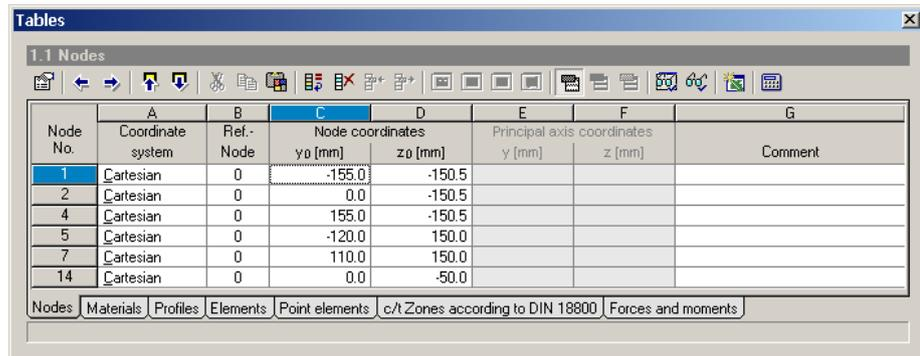 Tables
1.1 Nodes
A B C D E F G
Node No. Coordinate system Ref.- Node Node coordinates Principal axis coordinates Comment
y0 [mm] z0 [mm] y [mm] z [mm]
1 Cartesian 0 -155.0 -150.5
2 Cartesian 0 0.0 -150.5
4 Cartesian 0 155.0 -150.5
5 Cartesian 0 -120.0 150.0
7 Cartesian 0 110.0 150.0
14 Cartesian 0 0.0 -50.0
Nodes Materials Profiles Elements Point elements c/t Zones according to DIN 18800 Forces and moments